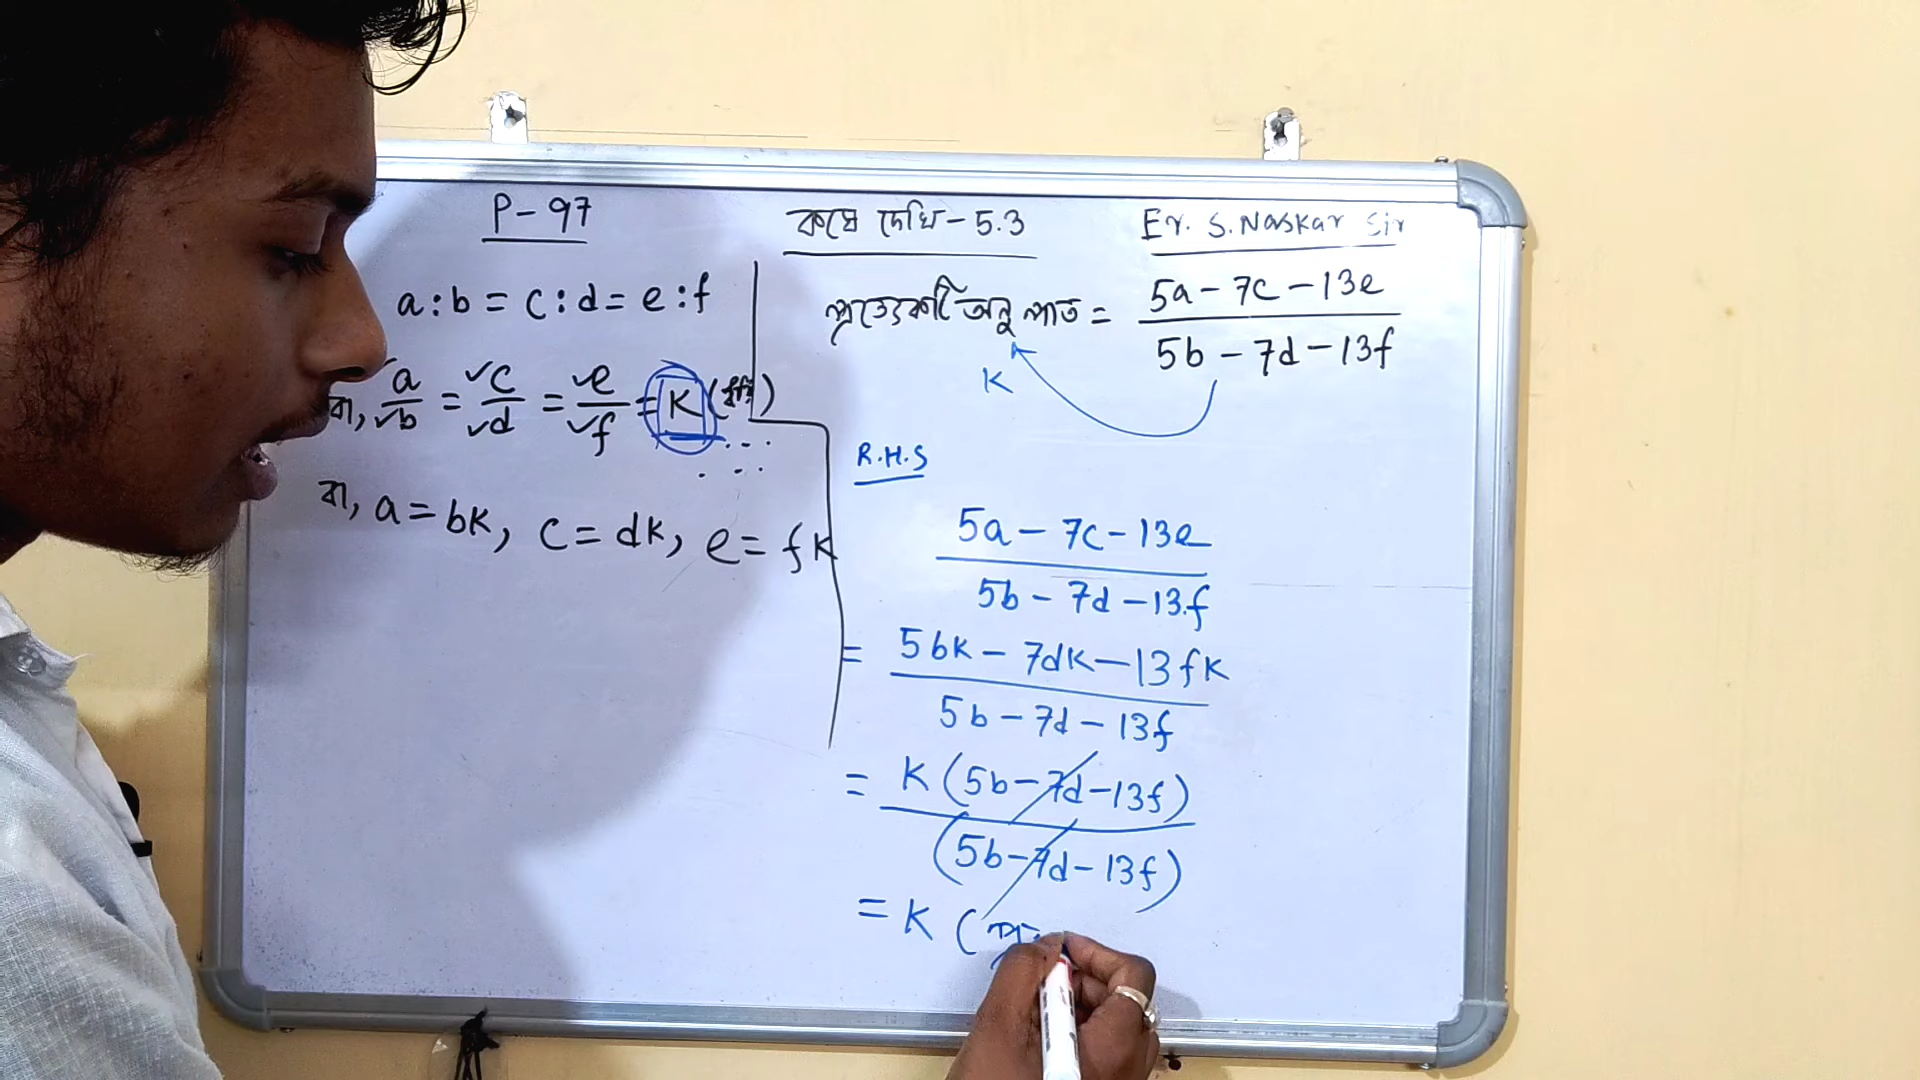 P-97
কষে দেখি-5.3
Er. S. Naskar Sir
a:b = c:d = e:f
বা, a/b = c/d = e/f = K
বা, a = bK, c = dK, e = fK
প্রত্যেকটি অনুপাত = (5a - 7c - 13e)/(5b - 7d - 13f)
K
R.H.S
(5a - 7c - 13e)/(5b - 7d - 13f)
= (5bK - 7dK - 13fK)/(5b - 7d - 13f)
= K(5b - 7d - 13f)/(5b - 7d - 13f)
= K (